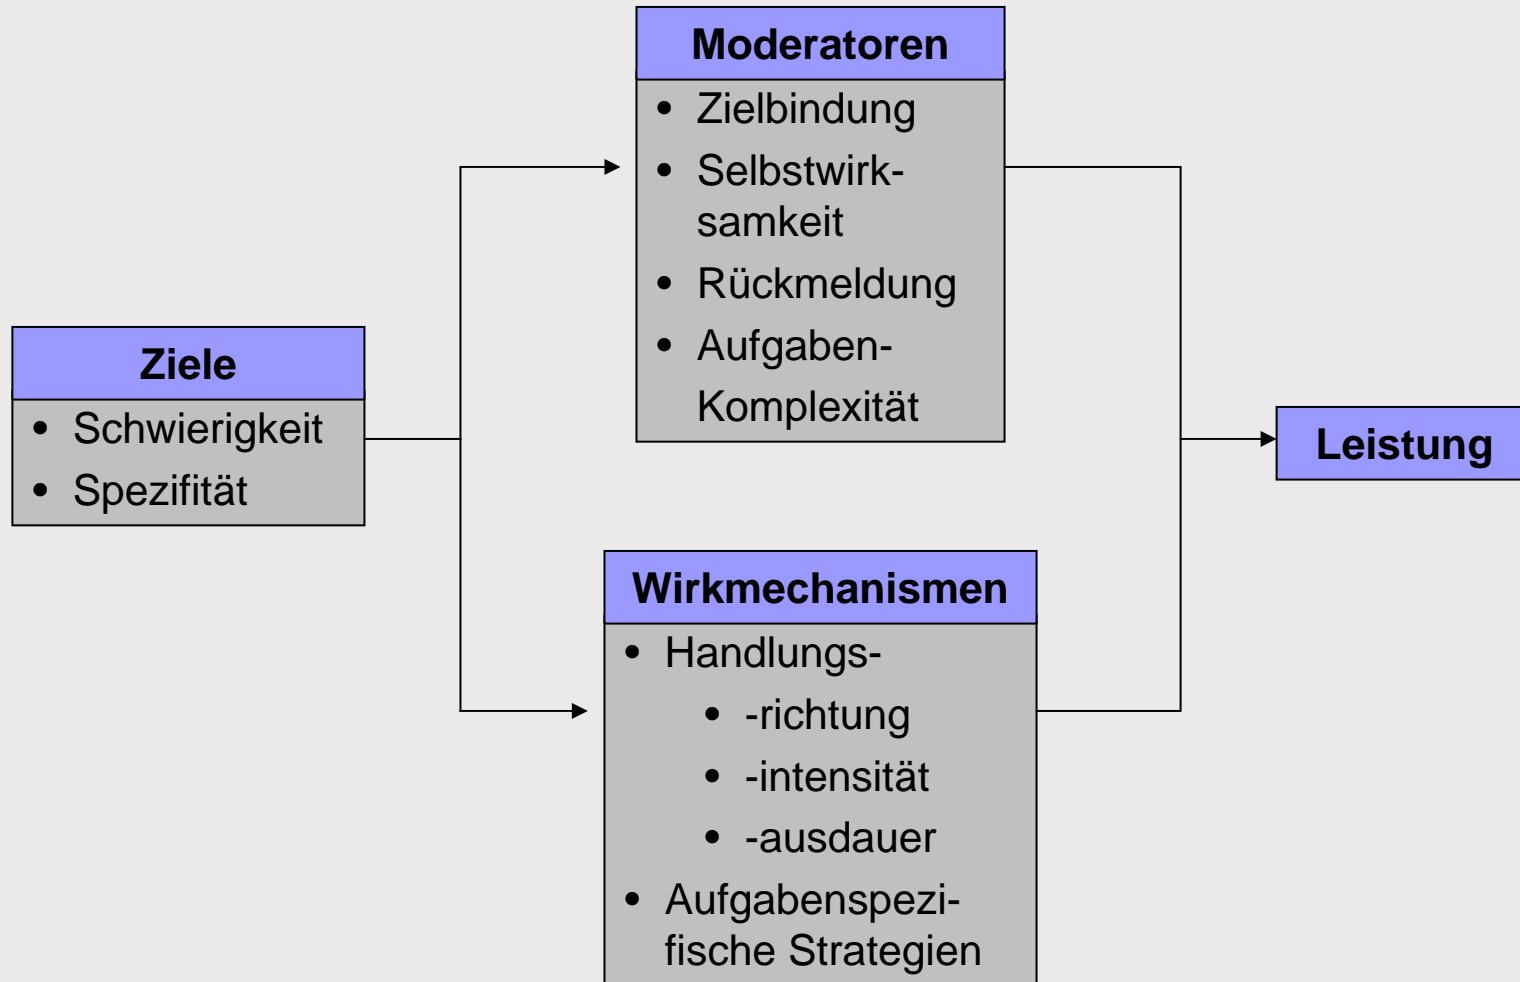 Moderatoren
• Zielbindung
• Selbstwirk-
samkeit
• Rückmeldung
• Aufgaben-
Komplexität
Ziele
• Schwierigkeit
• Spezifität
Leistung
Wirkmechanismen
• Handlungs-
• -richtung
• -intensität
• -ausdauer
• Aufgabenspezi-
fische Strategien